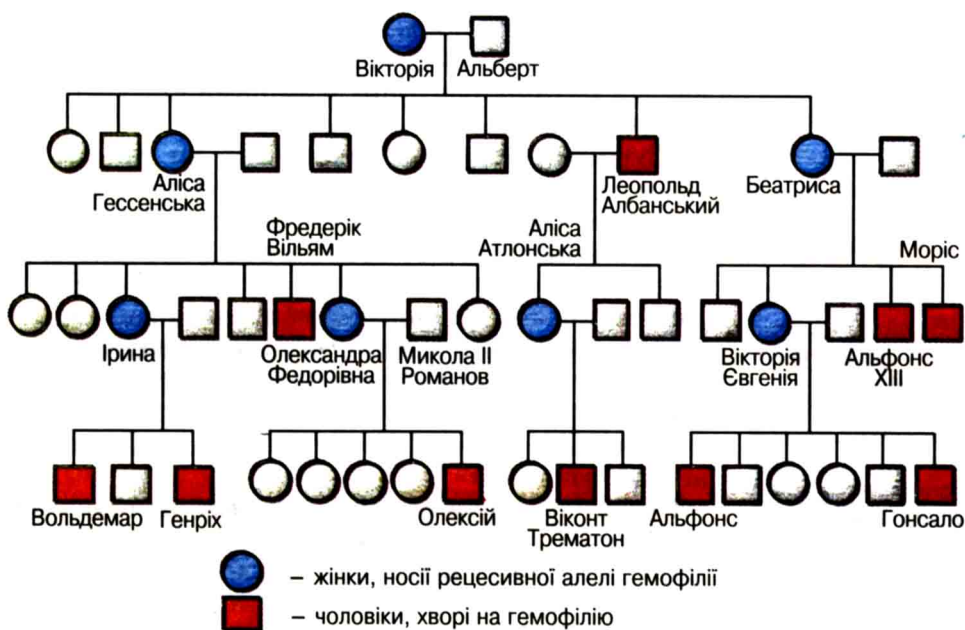 Вікторія
Альберт
Аліса
Гессенська
Леопольд
Албанський
Беатриса
Фредерік
Вільям
Аліса
Атлонська
Моріс
Ірина
Олександра
Федорівна
Микола II
Романов
Вікторія
Євгенія
Альфонс
XIII
Вольдемар
Генріх
Олексій
Віконт
Трематон
Альфонс
Гонсало
– жінки, носії рецесивної алелі гемофілії
– чоловіки, хворі на гемофілію